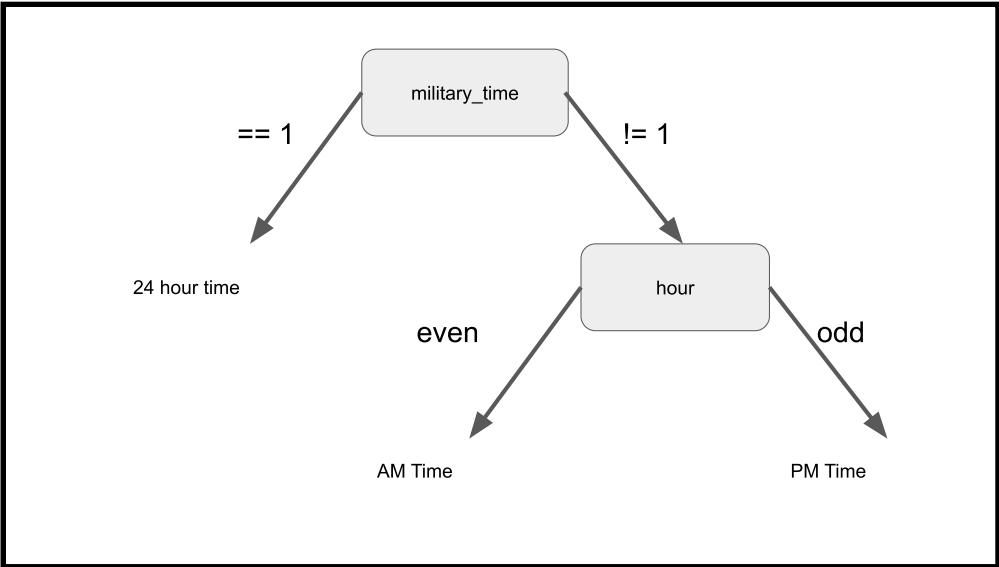 military_time
== 1
!= 1
24 hour time
hour
even
odd
AM Time
PM Time